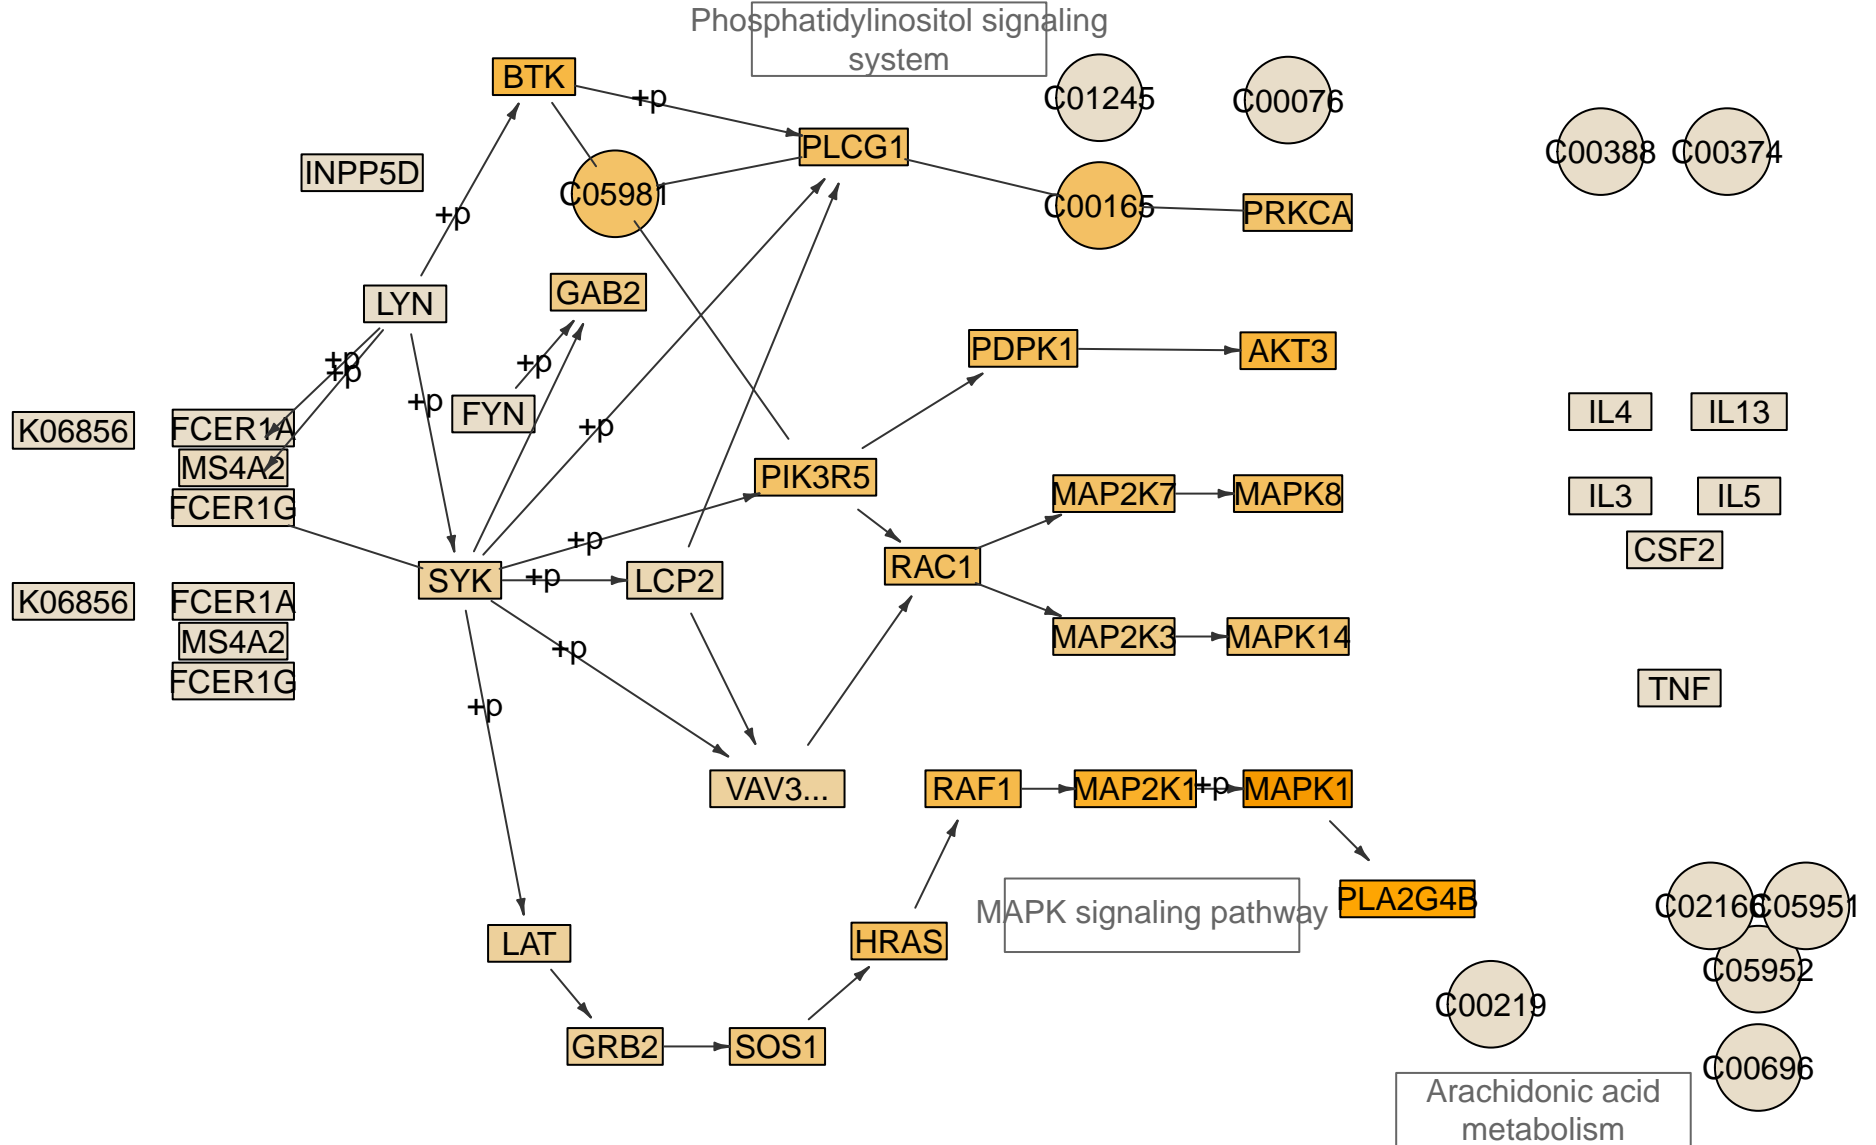 Phosphatidylinositol signaling
system
BTK
+p
C01245
C00076
PLCG1
C00388
C00374
INPP5D
C05981
C00165
PRKCA
+p
LYN
GAB2
PDPK1
AKT3
+p
+p
+p
+p
FYN
+p
IL4
IL13
K06856
FCER1A
MS4A2
FCER1G
PIK3R5
MAP2K7
MAPK8
IL3
IL5
CSF2
+p
SYK
+p
LCP2
RAC1
K06856
FCER1A
MS4A2
FCER1G
+p
MAP2K3
MAPK14
TNF
+p
VAV3...
RAF1
MAP2K1
+p
MAPK1
PLA2G4B
MAPK signaling pathway
C02166
C05951
C05952
LAT
HRAS
C00219
GRB2
SOS1
C00696
Arachidonic acid
metabolism